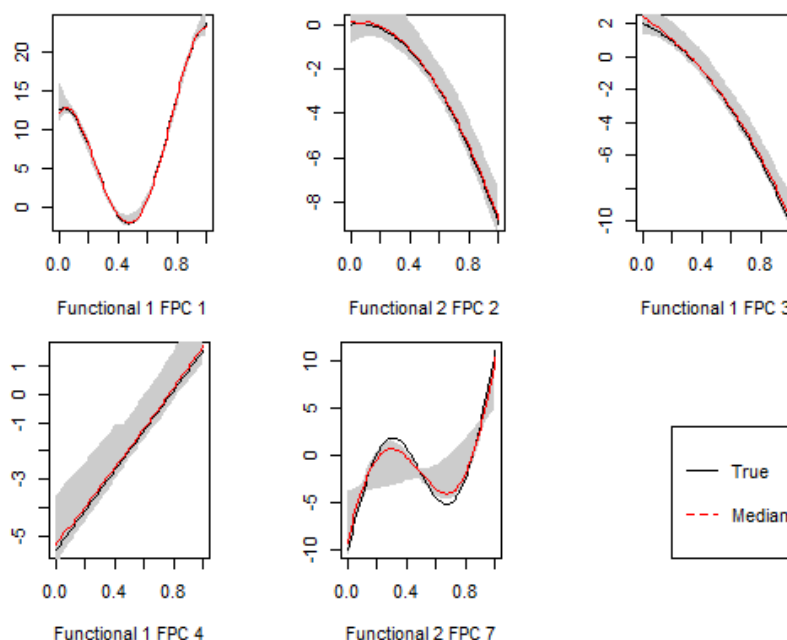 20
15
10
5
0
0.0 0.4 0.8
Functional 1 FPC 1
0
-2
-4
-6
-8
0.0 0.4 0.8
Functional 2 FPC 2
2
0
-2
-6
-10
0.0 0.4 0.8
Functional 1 FPC 3
1
0
-1
-3
-5
0.0 0.4 0.8
Functional 1 FPC 4
10
5
0
-5
-10
0.0 0.4 0.8
Functional 2 FPC 7
True
Median